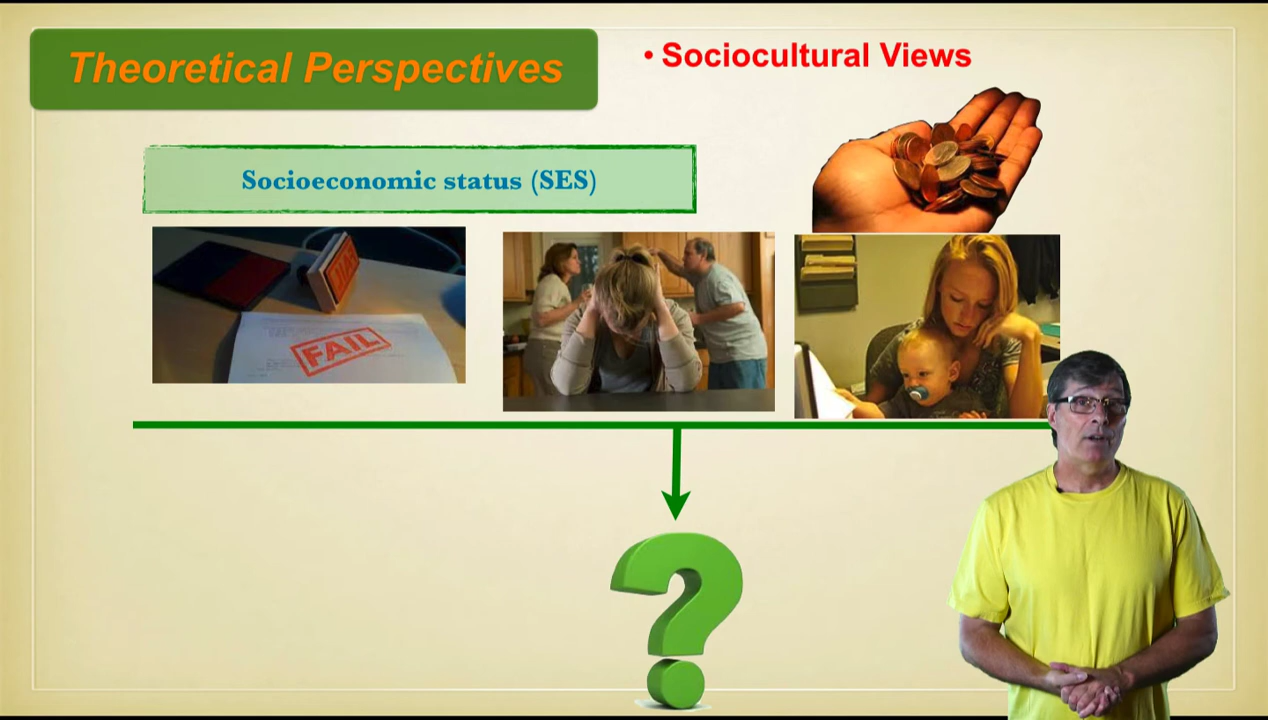 Theoretical Perspectives
• Sociocultural Views
Socioeconomic status (SES)
FAIL